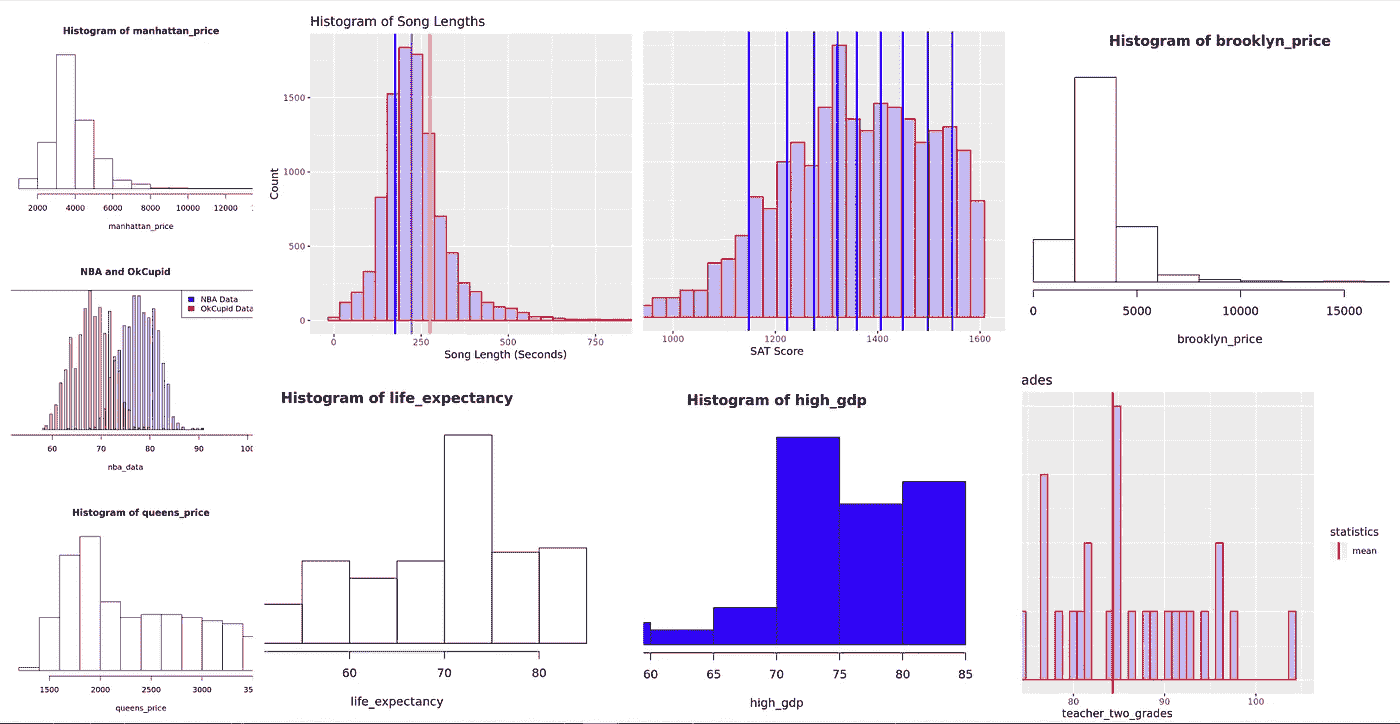 Histogram of manhattan_price
2000 4000 6000 8000 10000 12000
manhattan_price
NBA and OkCupid
NBA Data
OkCupid Data
60 70 80 90 100
nba_data
Histogram of queens_price
1500 2000 2500 3000 35
queens_price
Histogram of Song Lengths
Count
1500
1000
500
0
0 250 500 750
Song Length (Seconds)
1000 1200 1400 1600
SAT Score
Histogram of brooklyn_price
0 5000 10000 15000
brooklyn_price
Histogram of life_expectancy
60 70 80
life_expectancy
Histogram of high_gdp
60 65 70 75 80 85
high_gdp
ades
80 90 100
teacher_two_grades
statistics
mean